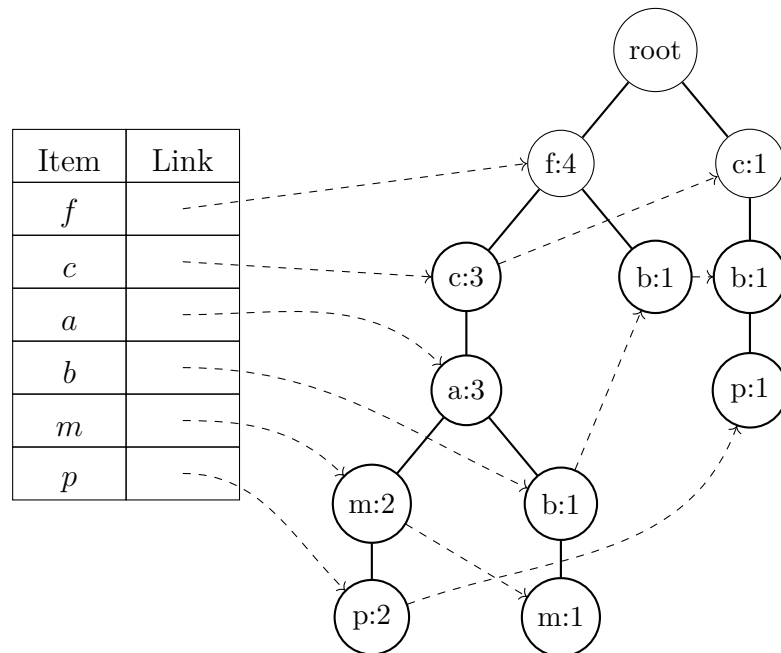 root
Item Link
f
c
a
b
m
p
f:4 c:1
c:3 b:1 b:1
a:3 p:1
m:2 b:1
p:2 m:1